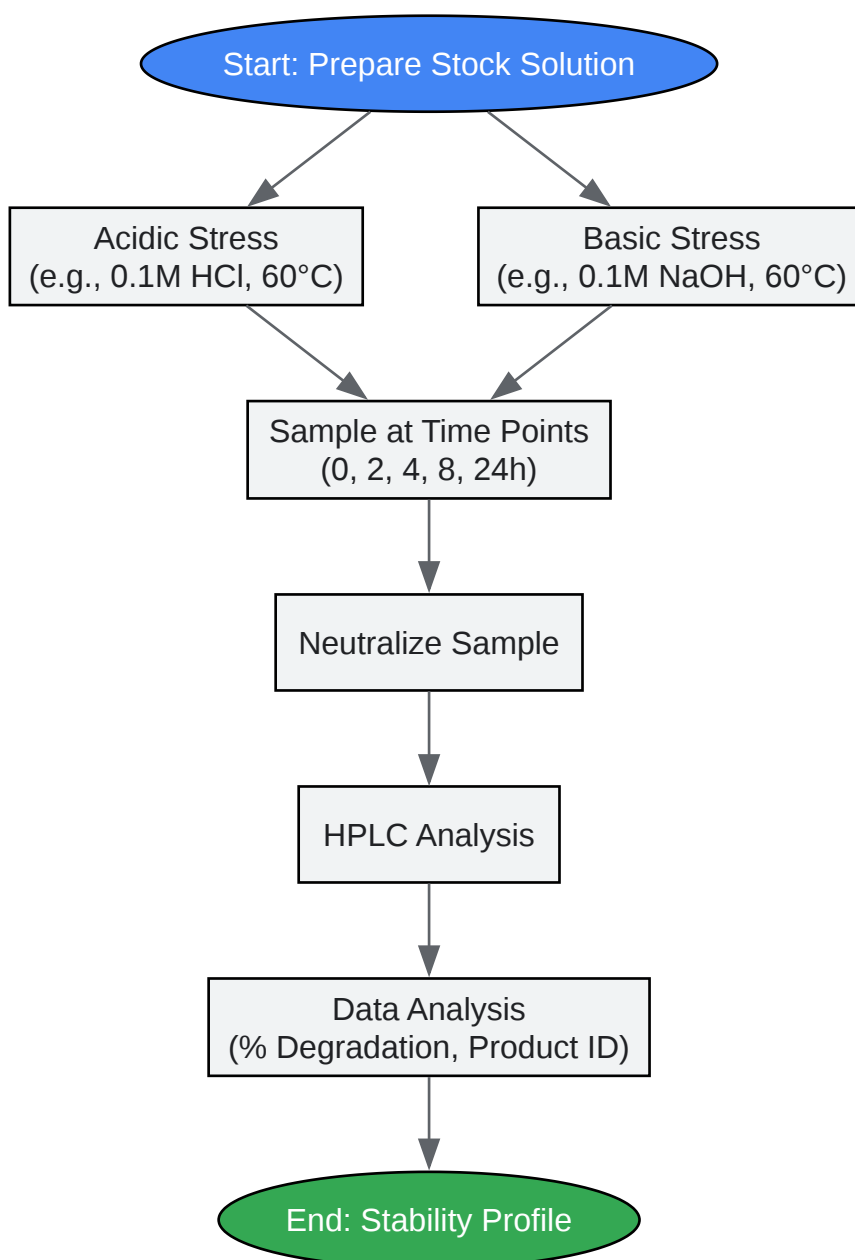 Start: Prepare Stock Solution
Acidic Stress
(e.g., 0.1M HCl, 60°C)
Basic Stress
(e.g., 0.1M NaOH, 60°C)
Sample at Time Points
(0, 2, 4, 8, 24h)
Neutralize Sample
HPLC Analysis
Data Analysis
(% Degradation, Product ID)
End: Stability Profile